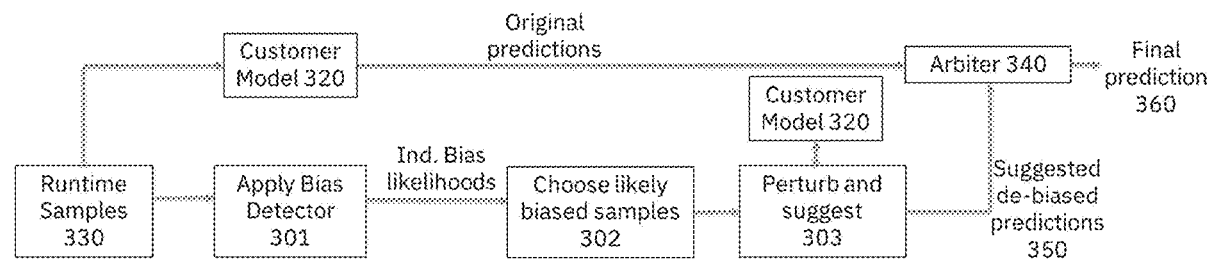 Original
predictions
Customer
Model 320
Arbiter 340
Final
prediction
360
Customer
Model 320
Runtime
Samples
330
Apply Bias
Detector
301
Ind. Bias
likelihoods
Choose likely
biased samples
302
Perturb and
suggest
303
Suggested
de-biased
predictions
350